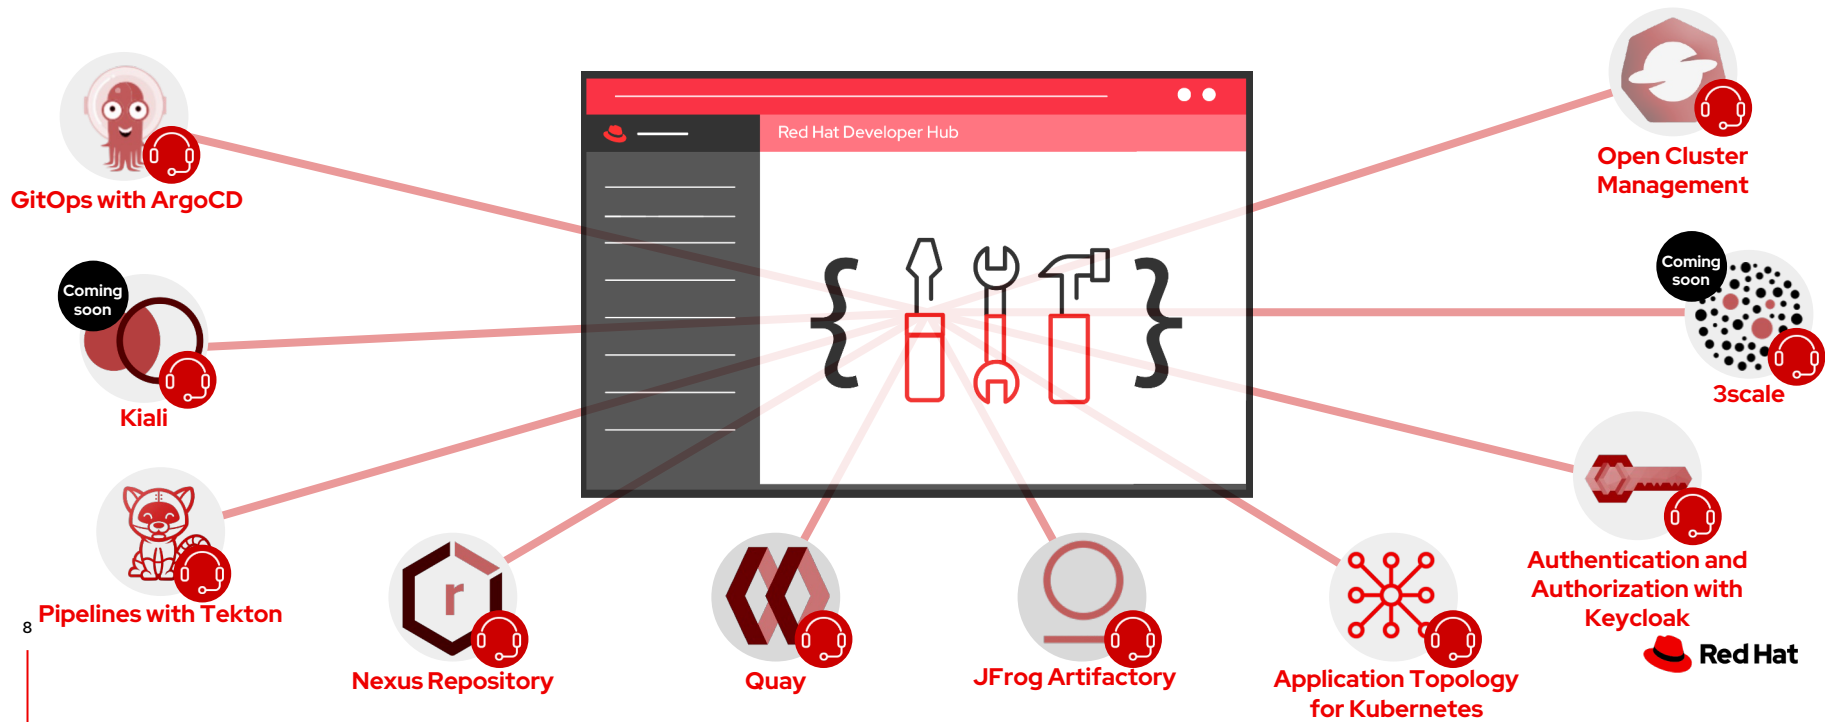 Red Hat Developer Hub
GitOps with ArgoCD
Open Cluster
Management
Coming
soon
Kiali
Coming
soon
3scale
Pipelines with Tekton
r
Nexus Repository
Quay
JFrog Artifactory
Application Topology
for Kubernetes
Authentication and
Authorization with
Keycloak
8
Red Hat